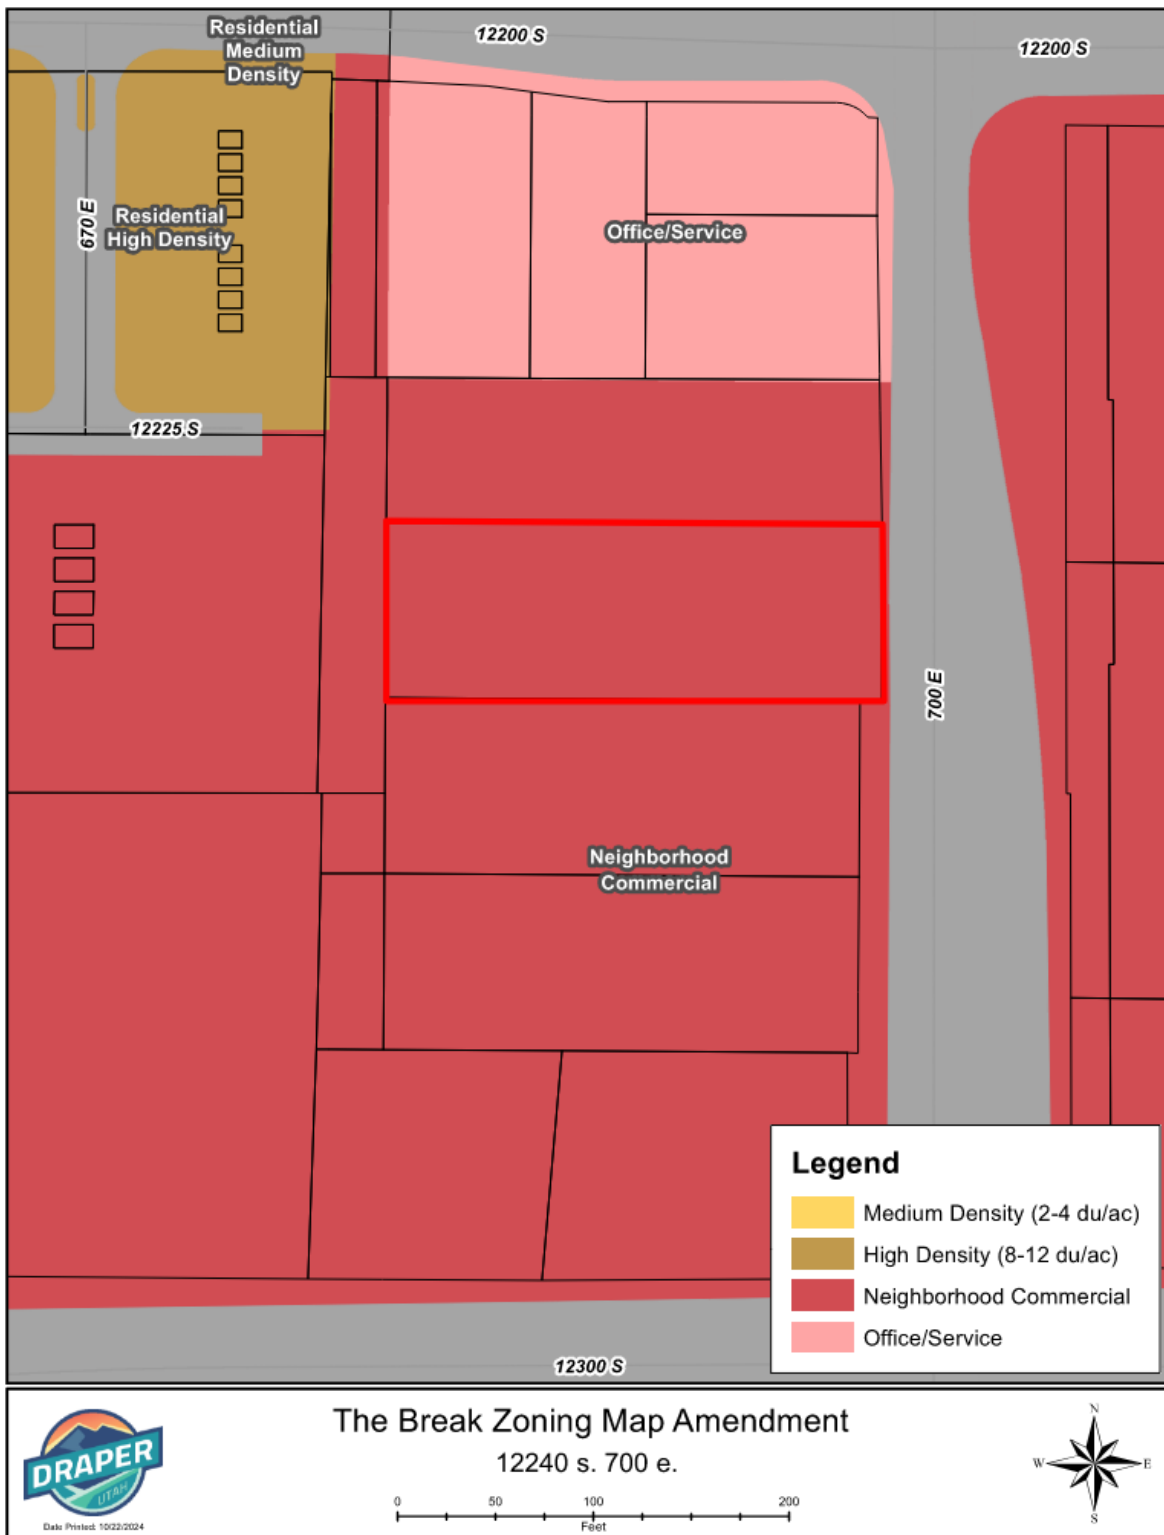 Residential
Medium
Density
12200 S
12200 S
670 E
Residential
High Density
Office/Service
12225 S
700 E
Neighborhood
Commercial
Legend
Medium Density (2-4 du/ac)
High Density (8-12 du/ac)
Neighborhood Commercial
Office/Service
12300 S
DRAPER
UTAH
Date Printed: 10/22/2024
The Break Zoning Map Amendment
12240 s. 700 e.
0 50 100 200
Feet
N
W E
S